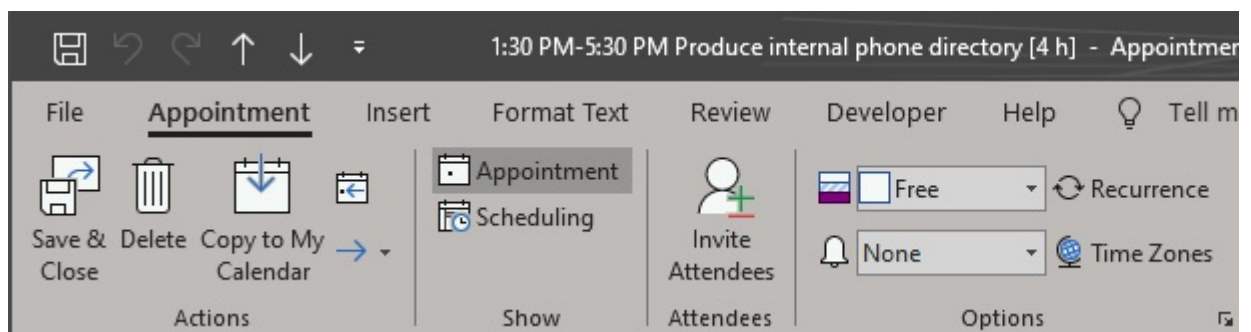 1:30 PM-5:30 PM Produce internal phone directory [4 h] - Appointmen
File Appointment Insert Format Text Review Developer Help Tell m
Save & Close
Delete
Copy to My Calendar
Actions
Appointment
Scheduling
Show
Invite Attendees
Attendees
Free
Recurrence
None
Time Zones
Options